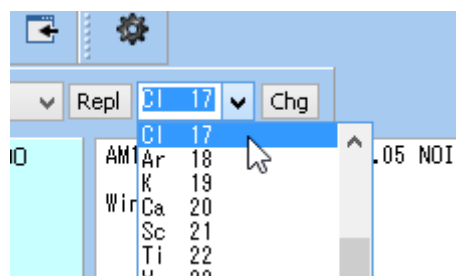 Repl Cl 17 Chg
Cl 17
AM1 Ar 18 .05 NOI
K 19
Win Ca 20
Sc 21
Ti 22